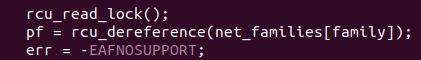 rcu_read_lock();
pf = rcu_dereference(net_families[family]);
err = -EAFNOSUPPORT;